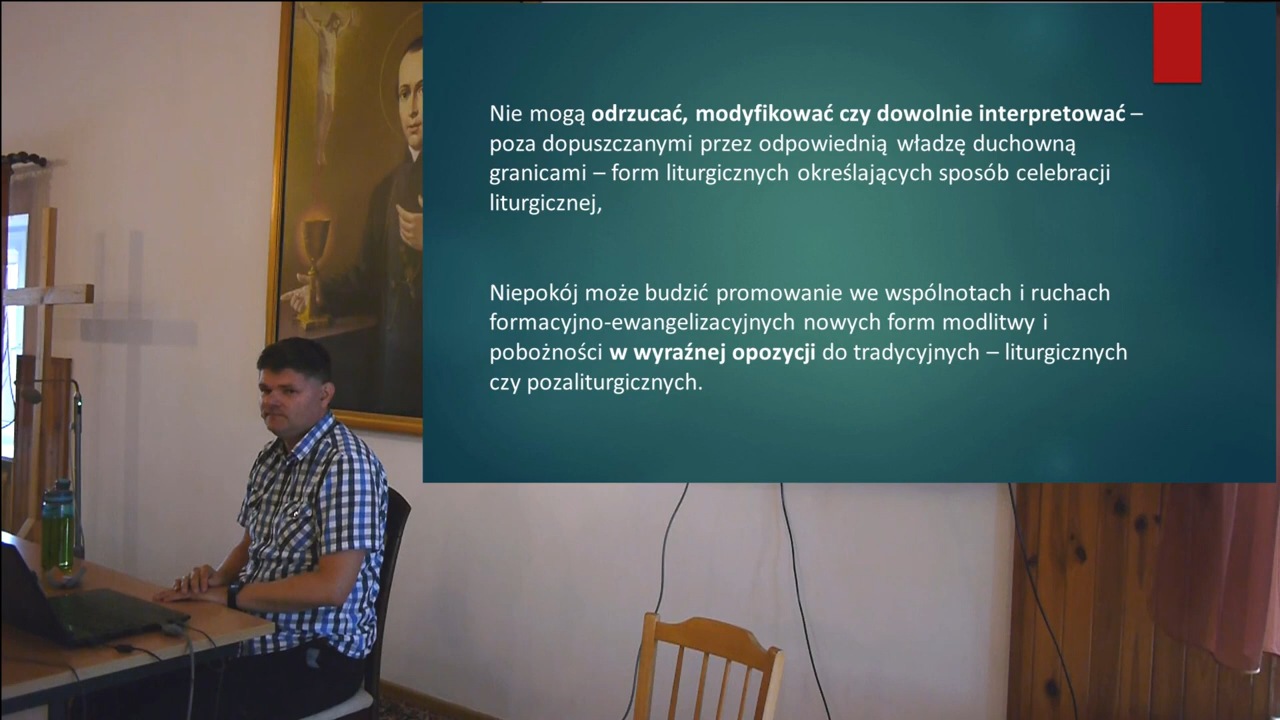 Nie mogą odrzucać, modyfikować czy dowolnie interpretować –
poza dopuszczanymi przez odpowiednią władzę duchowną
granicami – form liturgicznych określających sposób celebracji
liturgicznej,
Niepokój może budzić promowanie we wspólnotach i ruchach
formacyjno-ewangelizacyjnych nowych form modlitwy i
pobożności w wyraźnej opozycji do tradycyjnych – liturgicznych
czy pozaliturgicznych.